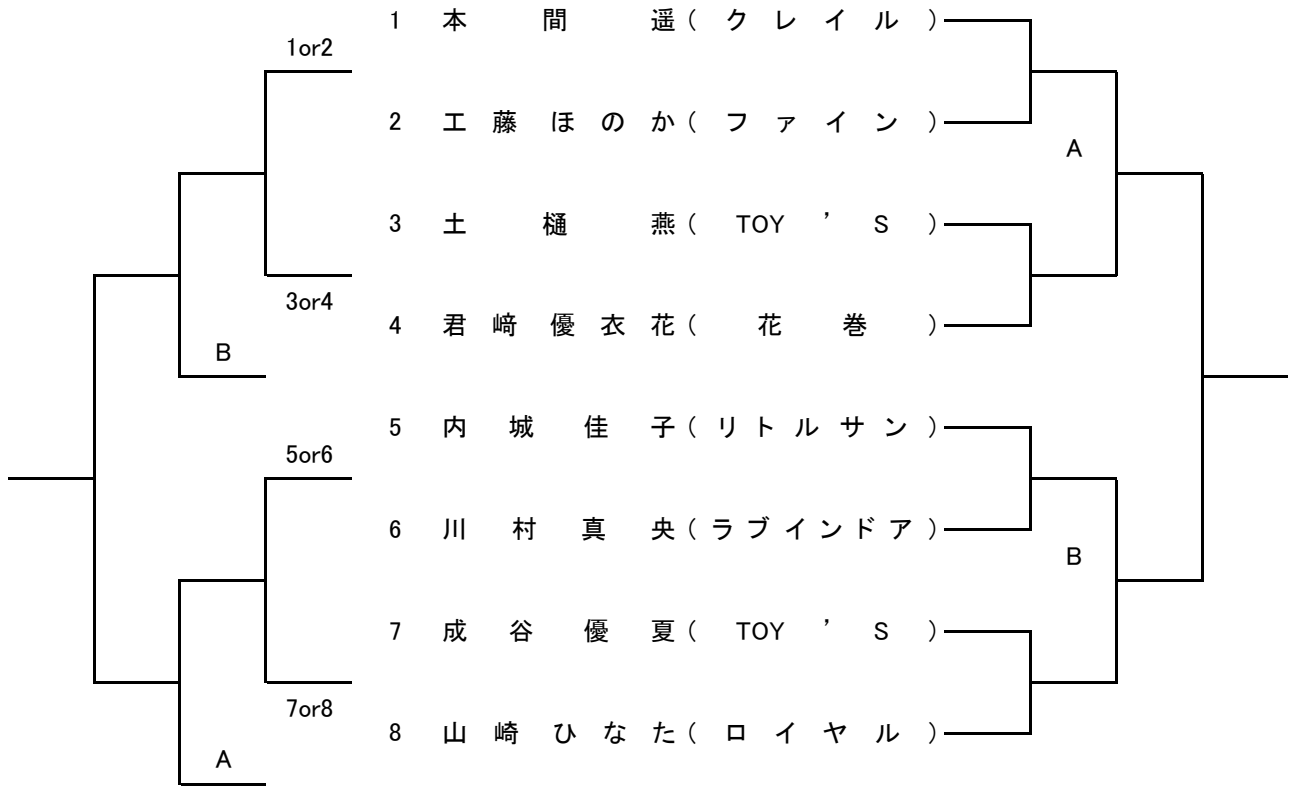 1 本間遥(クレイル)
1or2
2 工藤ほのか(ファイン)
A
3 土樋燕(TOY’S)
3or4
4 君﨑優衣花(花巻)
B
5 内城佳子(リトルサン)
5or6
6 川村真央(ラブインドア)
B
7 成谷優夏(TOY’S)
7or8
8 山崎ひなた(ロイヤル)
A